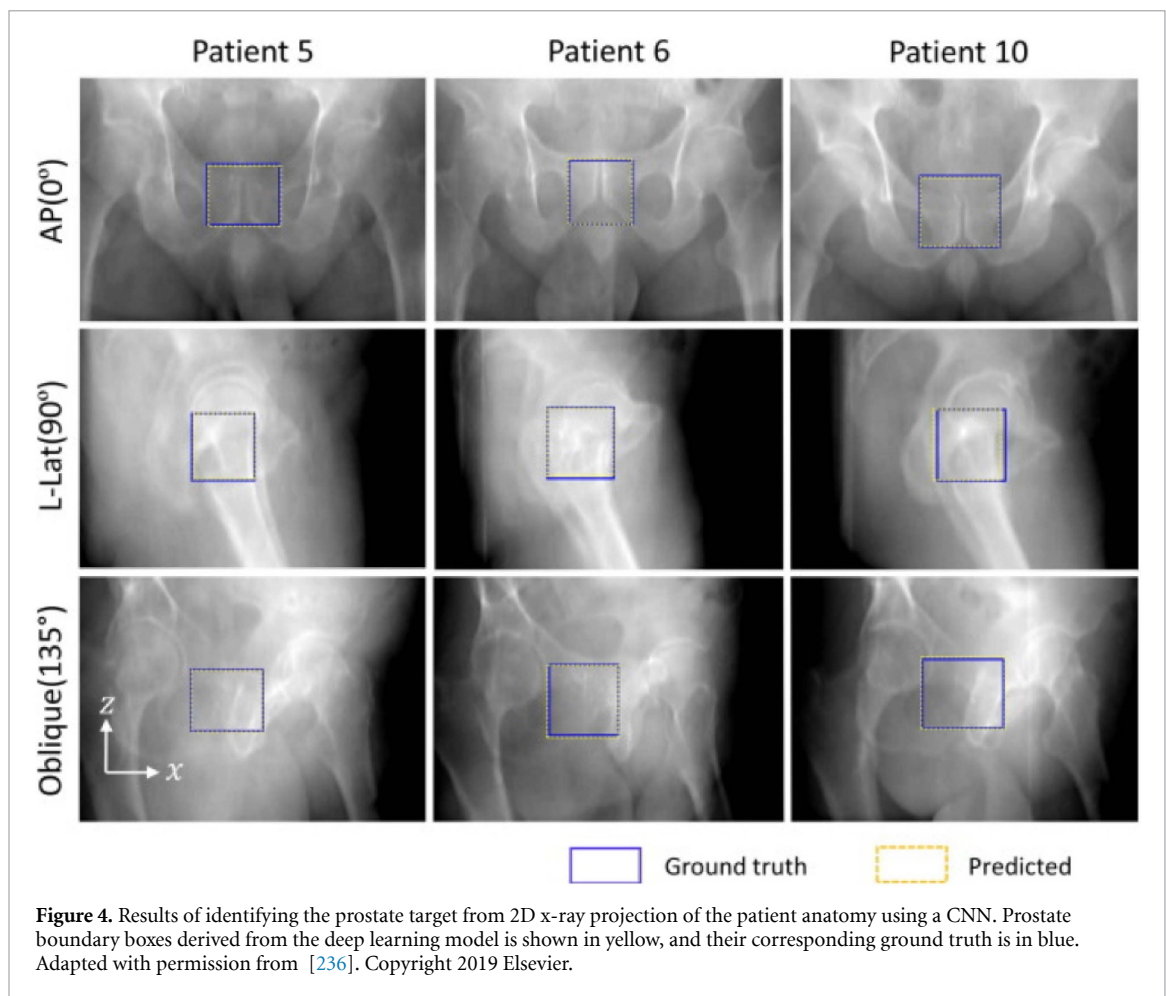 Patient 5 Patient 6 Patient 10
AP(0°)
L-Lat(90°)
Oblique(135°)
z
x
Ground truth Predicted
Figure 4. Results of identifying the prostate target from 2D x-ray projection of the patient anatomy using a CNN. Prostate
boundary boxes derived from the deep learning model is shown in yellow, and their corresponding ground truth is in blue.
Adapted with permission from [236]. Copyright 2019 Elsevier.